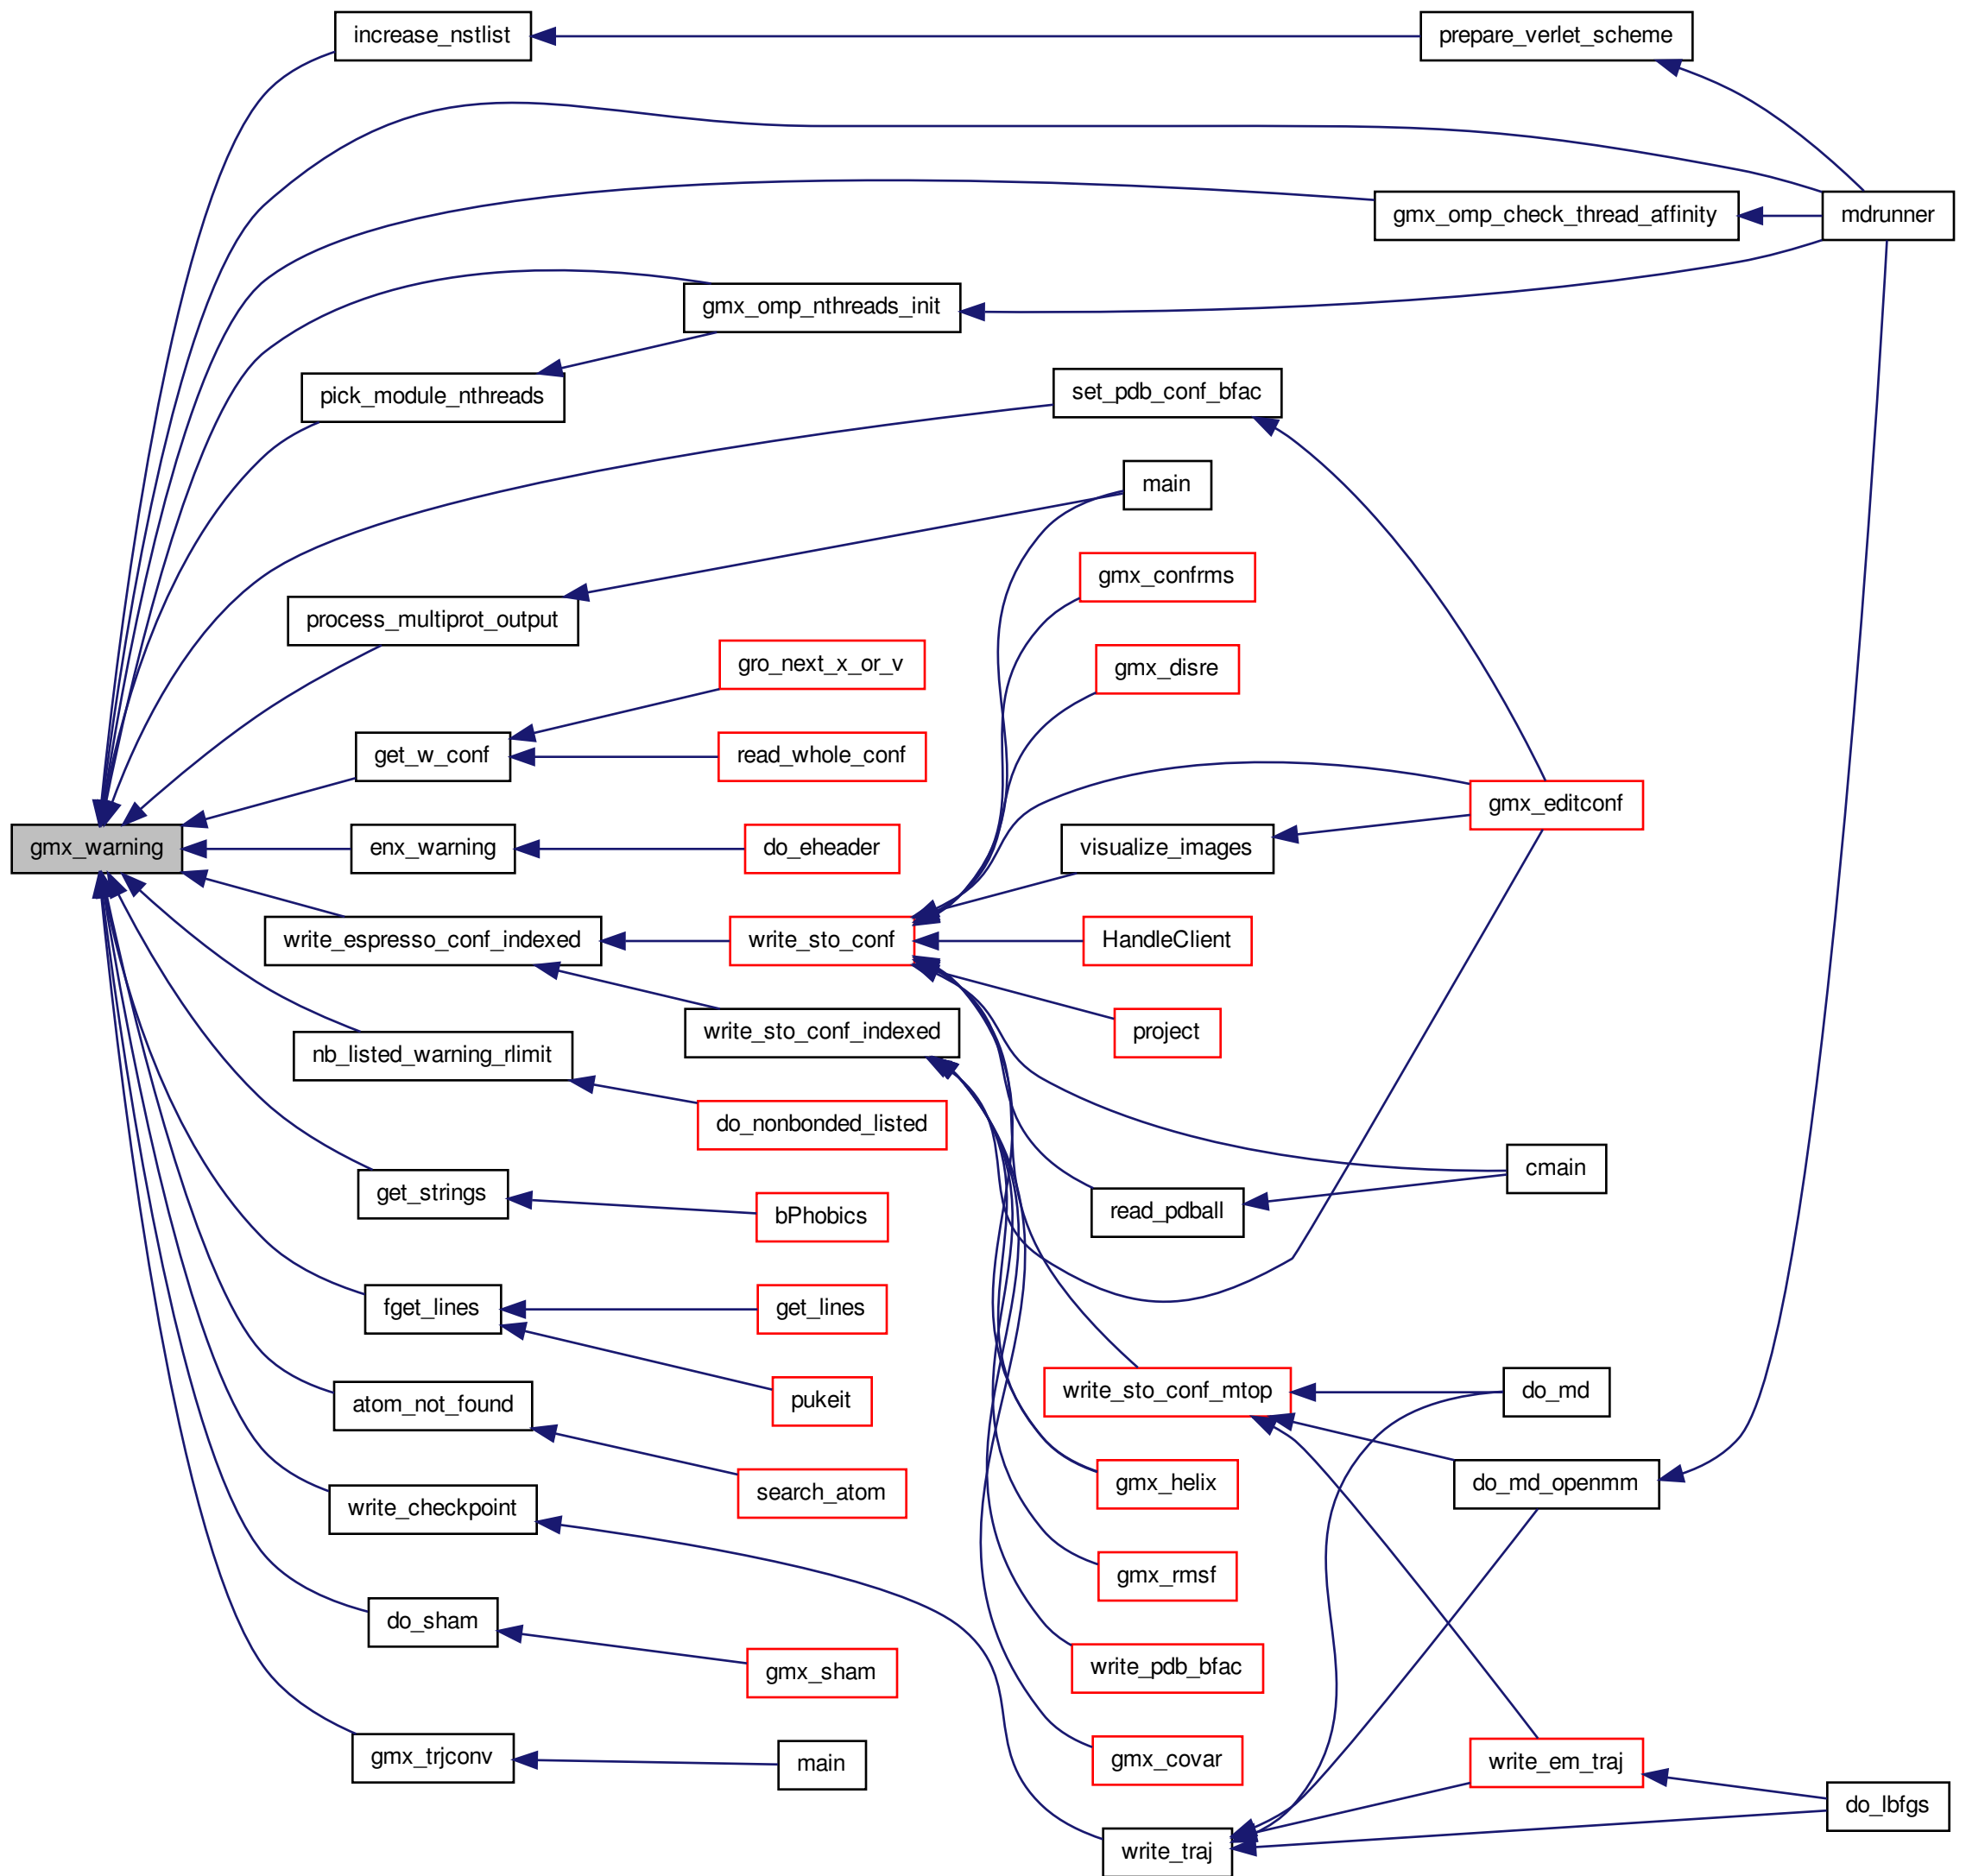 increase_nstlist
prepare_verlet_scheme
gmx_omp_check_thread_affinity
mdrunner
gmx_omp_nthreads_init
pick_module_nthreads
set_pdb_conf_bfac
main
gmx_confrms
process_multiprot_output
gro_next_x_or_v
gmx_disre
get_w_conf
read_whole_conf
gmx_editconf
gmx_warning
enx_warning
do_eheader
visualize_images
write_espresso_conf_indexed
write_sto_conf
HandleClient
write_sto_conf_indexed
project
nb_listed_warning_rlimit
do_nonbonded_listed
cmain
get_strings
bPhobics
read_pdball
fget_lines
get_lines
pukeit
write_sto_conf_mtop
do_md
atom_not_found
search_atom
gmx_helix
do_md_openmm
write_checkpoint
gmx_rmsf
do_sham
gmx_sham
write_pdb_bfac
gmx_trjconv
main
gmx_covar
write_em_traj
do_lbfgs
write_traj